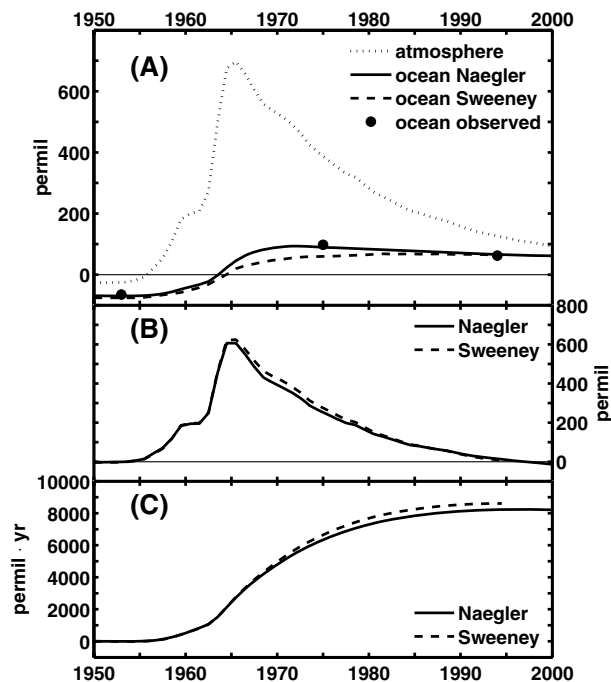 1950 1960 1970 1980 1990 2000
(A)
atmosphere
ocean Naegler
ocean Sweeney
ocean observed
permil
600
400
200
0
(B)
Naegler
Sweeney
800
600
400
200
0
permil
(C)
10000
8000
6000
4000
2000
0
permil · yr
Naegler
Sweeney
1950 1960 1970 1980 1990 2000